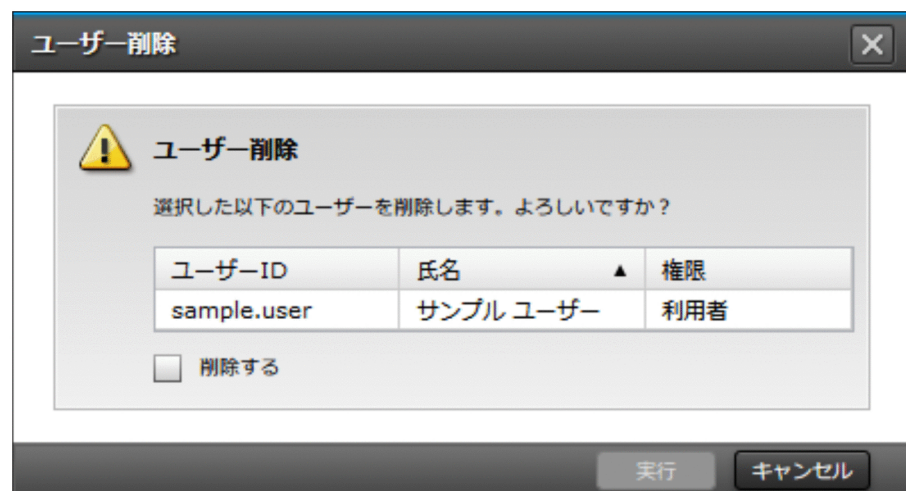 ユーザー削除
ユーザー削除
選択した以下のユーザーを削除します。よろしいですか？
ユーザーID 氏名 ▲ 権限
sample.user サンプル ユーザー 利用者
削除する
実行 キャンセル